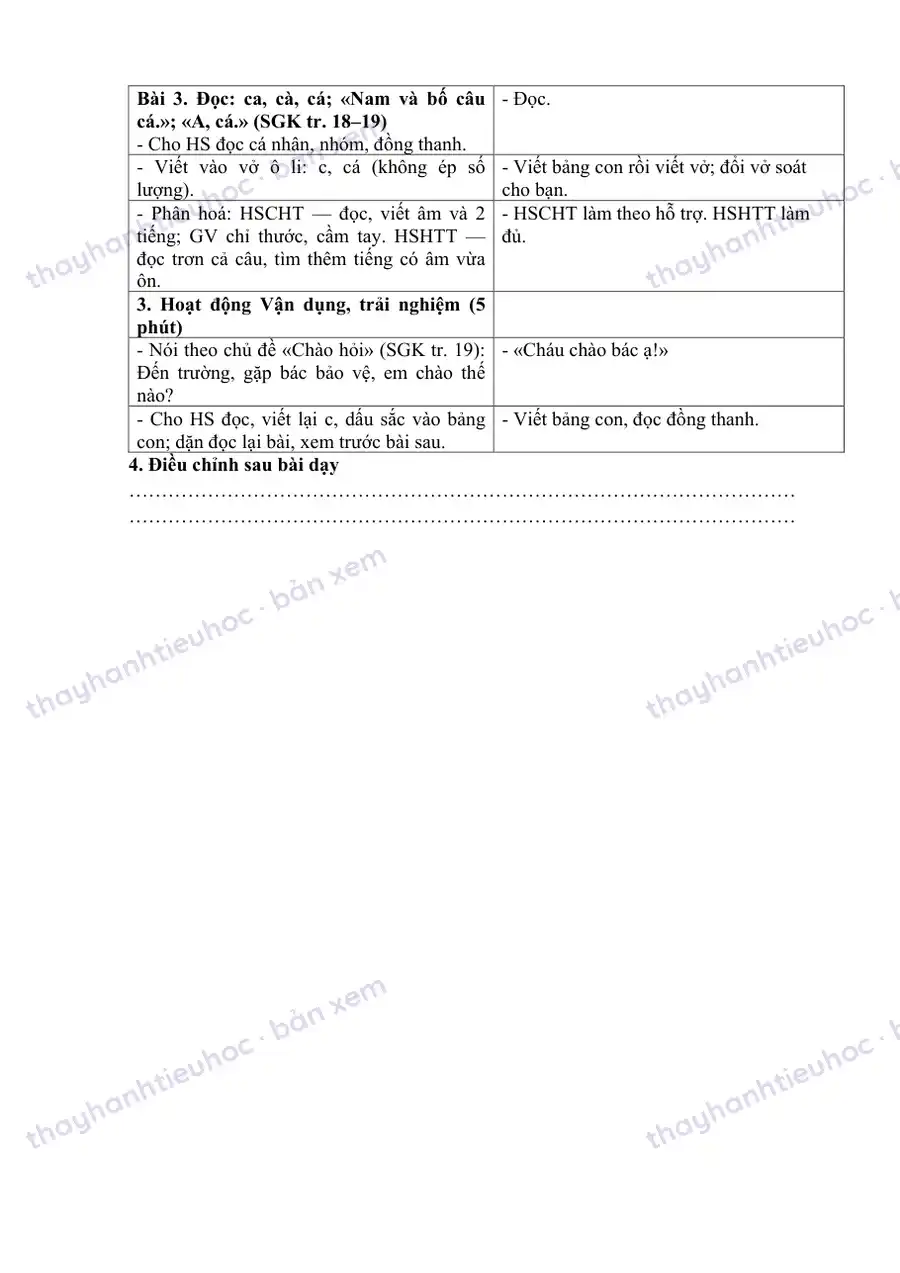 Bài 3. Đọc: ca, cà, cá; «Nam và bố câu
cá.»; «A, cá.» (SGK tr. 18–19)
- Cho HS đọc cá nhân, nhóm, đồng thanh.
- Đọc.
- Viết vào vở ô li: c, cá (không ép số
lượng).
- Viết bảng con rồi viết vở; đổi vở soát
cho bạn.
- Phân hoá: HSCHT — đọc, viết âm và 2
tiếng; GV chỉ thước, cầm tay. HSHTT —
đọc trơn cả câu, tìm thêm tiếng có âm vừa
ôn.
- HSCHT làm theo hỗ trợ. HSHTT làm
đủ.
3. Hoạt động Vận dụng, trải nghiệm (5
phút)
- Nói theo chủ đề «Chào hỏi» (SGK tr. 19):
Đến trường, gặp bác bảo vệ, em chào thế
nào?
- «Cháu chào bác ạ!»
- Cho HS đọc, viết lại c, dấu sắc vào bảng
con; dặn đọc lại bài, xem trước bài sau.
- Viết bảng con, đọc đồng thanh.
4. Điều chỉnh sau bài dạy
…………………………………………………………………………………………
…………………………………………………………………………………………
thayhanhtieuhoc · bản xem
thayhanhtieuhoc · b
thayhanhtieuhoc · bản xem
thayhanhtieuhoc · b
thayhanhtieuhoc · bản xem
thayhanhtieuhoc · b